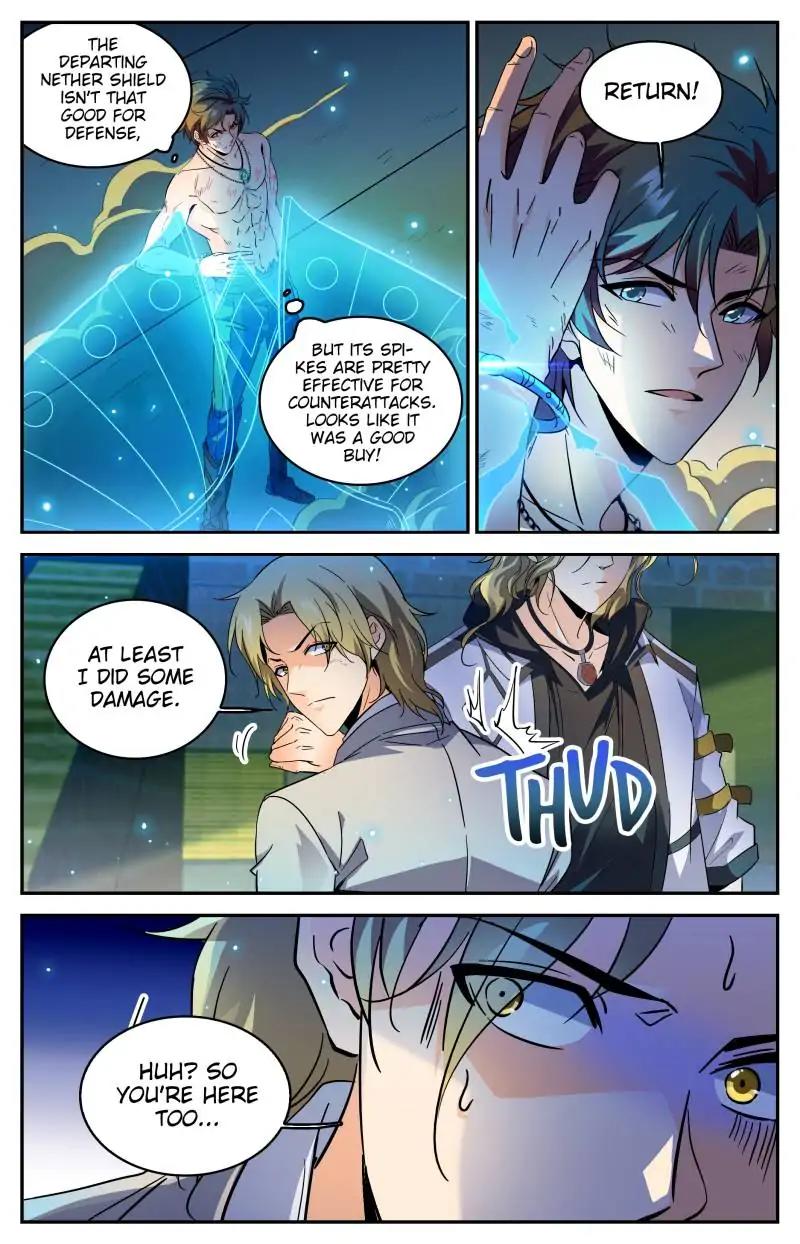 THE
DEPARTING
NETHER SHIELD
ISN'T THAT
GOOD FOR
DEFENSE,
BUT ITS SPI-
KES ARE PRETTY
EFFECTIVE FOR
COUNTERATTACKS.
LOOKS LIKE IT
WAS A GOOD
BUY!
RETURN!
AT LEAST
I DID SOME
DAMAGE.
THUD
HUH? SO
YOU'RE HERE
TOO...